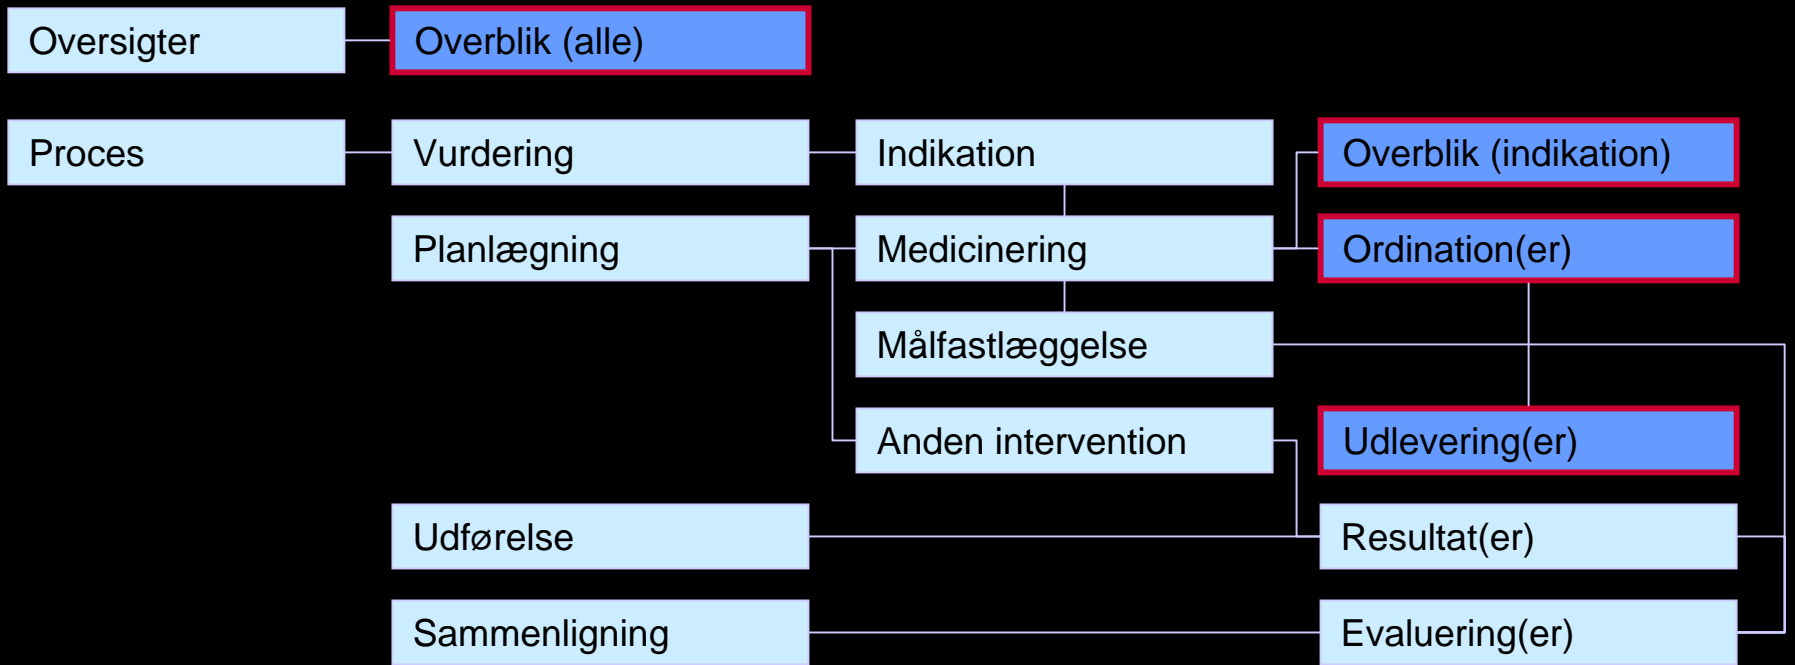 Oversigter
Overblik (alle)
Proces
Vurdering
Indikation
Overblik (indikation)
Planlægning
Medicinering
Ordination(er)
Målfastlæggelse
Anden intervention
Udlevering(er)
Udførelse
Resultat(er)
Sammenligning
Evaluering(er)